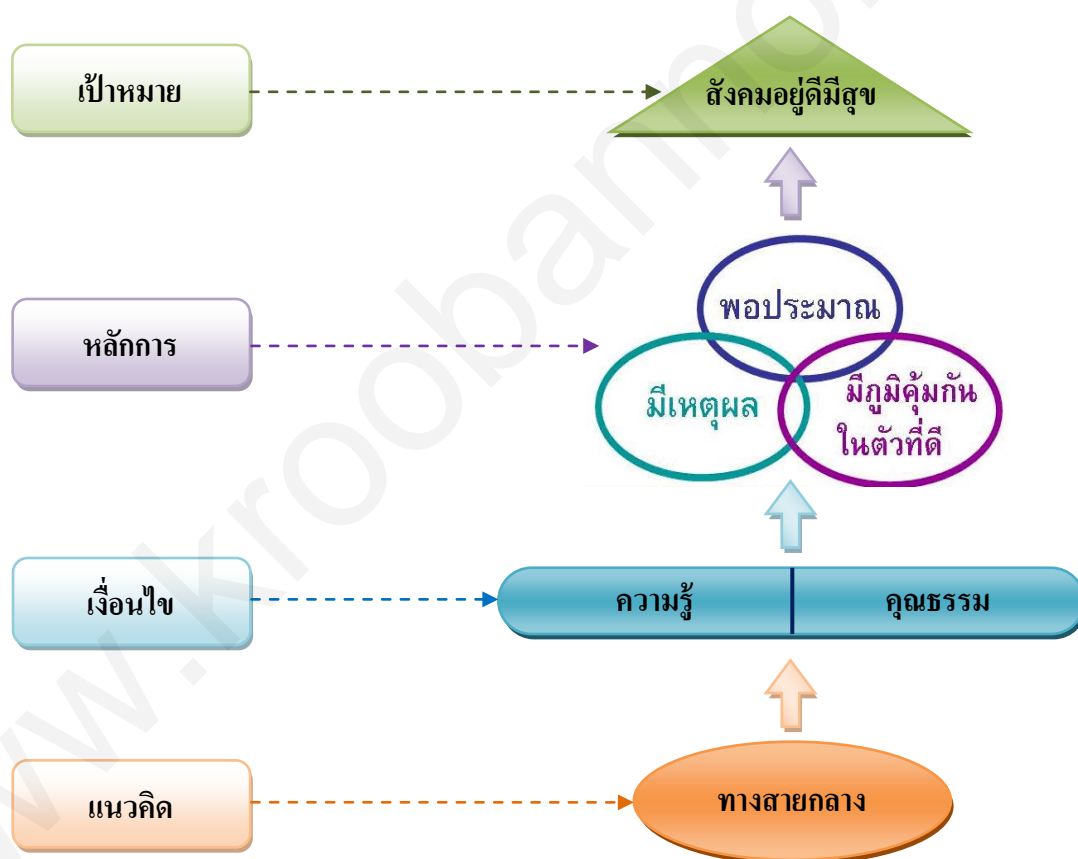 เป้าหมาย
สังคมอยู่ดีมีสุข
หลักการ
พอประมาณ
มีเหตุผล
มีภูมิคุ้มกัน
ในตัวที่ดี
เงื่อนไข
ความรู้
คุณธรรม
แนวคิด
ทางสายกลาง